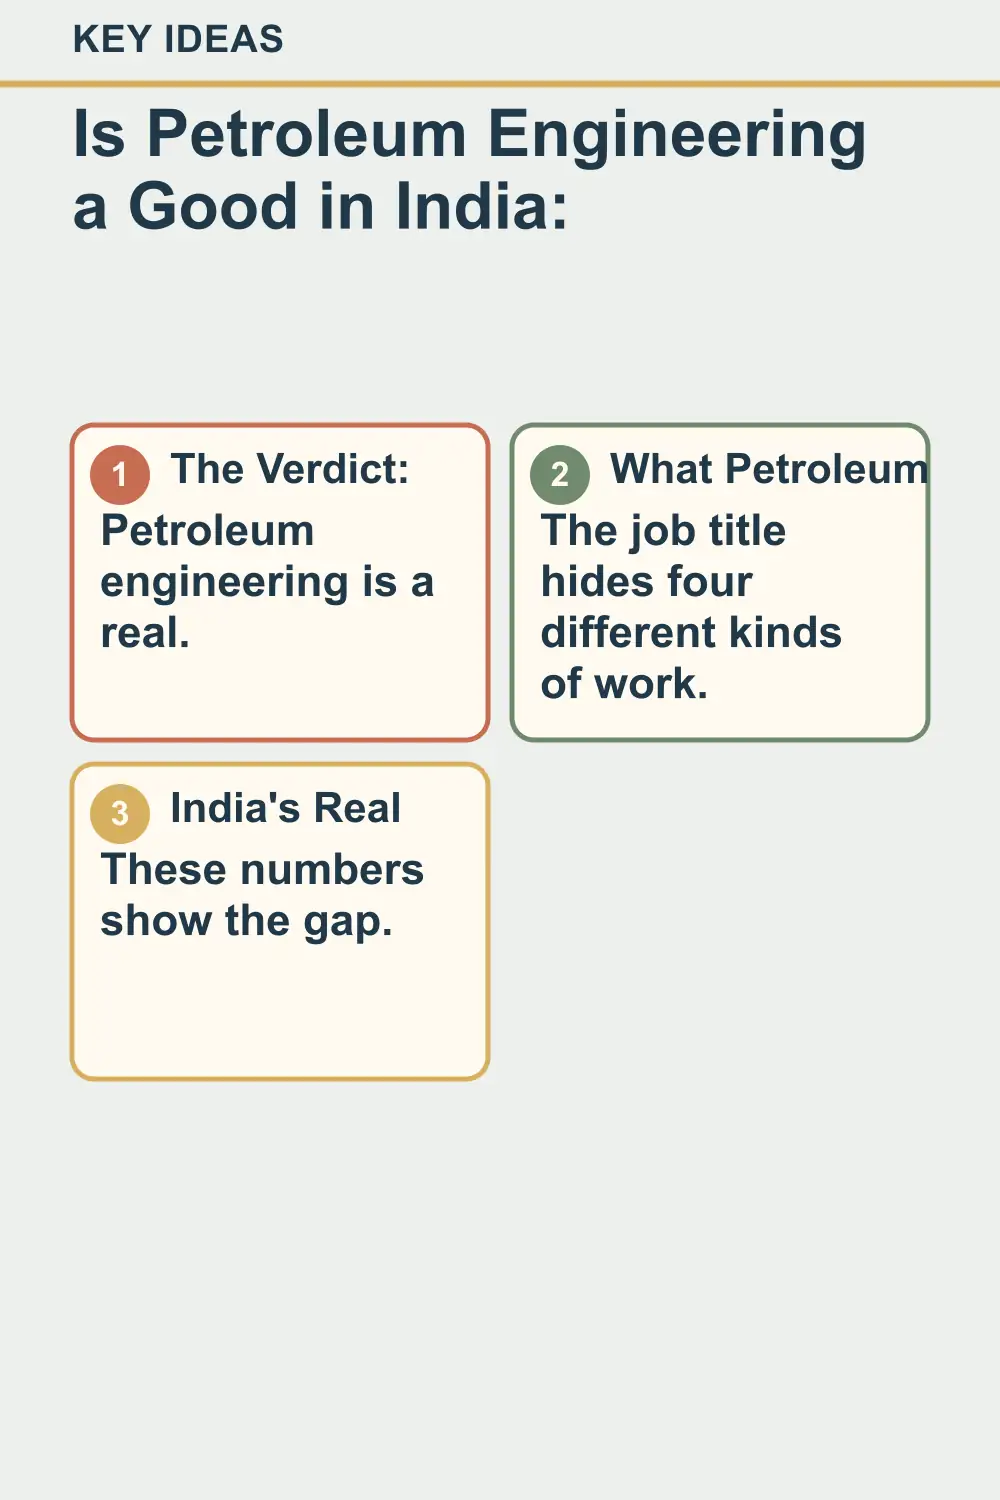 KEY IDEAS
Is Petroleum Engineering
a Good in India:
1 The Verdict:
Petroleum
engineering is a
real.
2 What Petroleum
The job title
hides four
different kinds
of work.
3 India's Real
These numbers
show the gap.